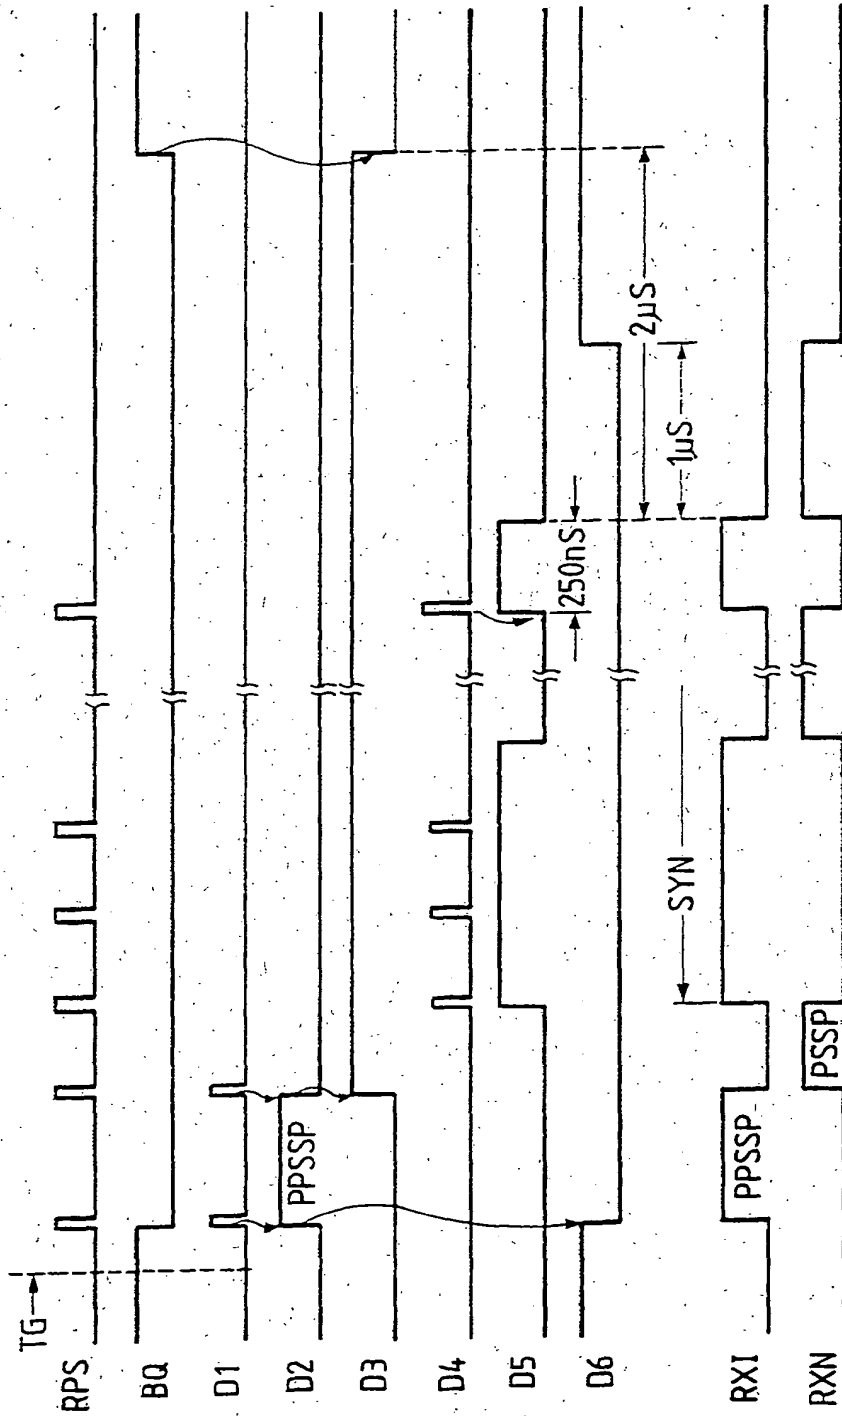 TG
RPS
BQ
D1
D2
PPSSP
D3
D4
D5
250nS
D6
2µS
1µS
SYN
RXI
PPSSP
RXN
PSSP